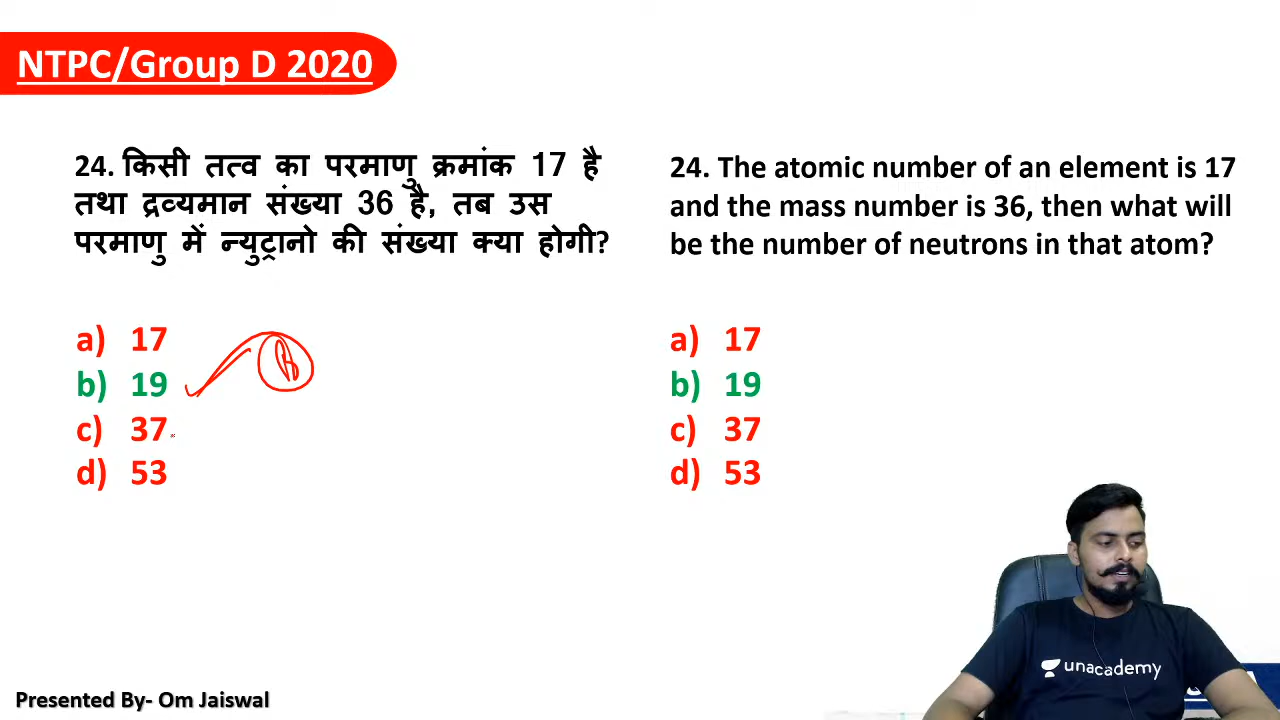 NTPC/Group D 2020
24. किसी तत्व का परमाणु क्रमांक 17 है
तथा द्रव्यमान संख्या 36 है, तब उस
परमाणु में न्युट्रानो की संख्या क्या होगी?
a) 17
b) 19
c) 37
d) 53
24. The atomic number of an element is 17
and the mass number is 36, then what will
be the number of neutrons in that atom?
a) 17
b) 19
c) 37
d) 53
unacademy
Presented By- Om Jaiswal